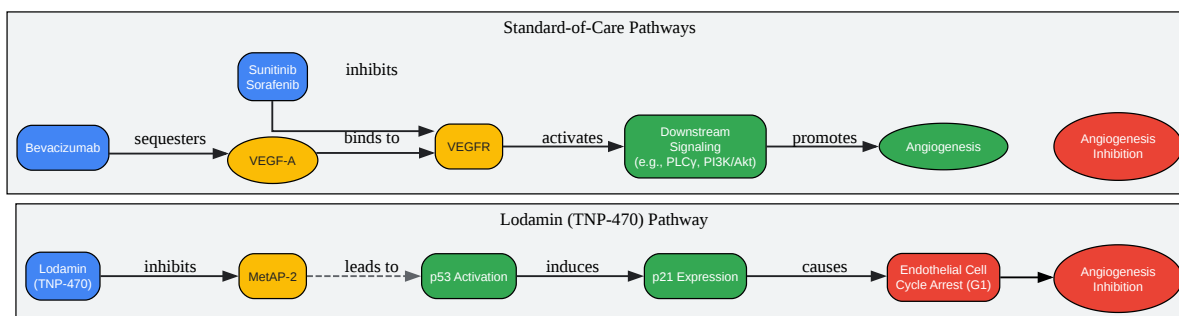 Standard-of-Care Pathways
Sunitinib
Sorafenib
inhibits
Bevacizumab
sequesters
VEGF-A
binds to
VEGFR
activates
Downstream
Signaling
(e.g., PLCγ, PI3K/Akt)
promotes
Angiogenesis
Angiogenesis
Inhibition
Lodamin (TNP-470) Pathway
Lodamin
(TNP-470)
inhibits
MetAP-2
leads to
p53 Activation
induces
p21 Expression
causes
Endothelial Cell
Cycle Arrest (G1)
Angiogenesis
Inhibition